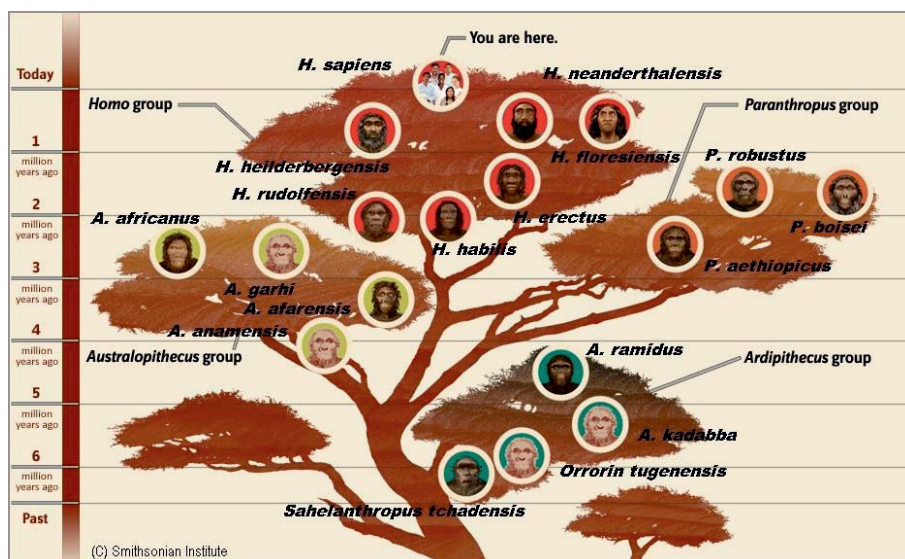 You are here.
H. sapiens
H. neanderthalensis
Today
Homo group
Paranthropus group
1
million
years ago
H. heilderbergensis
H. floresiensis
P. robustus
H. rudolfensis
2
million
years ago
A. africanus
H. erectus
P. boisei
H. habilis
3
million
years ago
P. aethiopicus
A. garhi
A. afarensis
A. anamensis
4
million
years ago
Australopithecus group
A. ramidus
Ardipithecus group
5
million
years ago
A. kadabba
6
million
years ago
Orrorin tugenensis
Sahelanthropus tchadensis
Past
(C) Smithsonian Institute